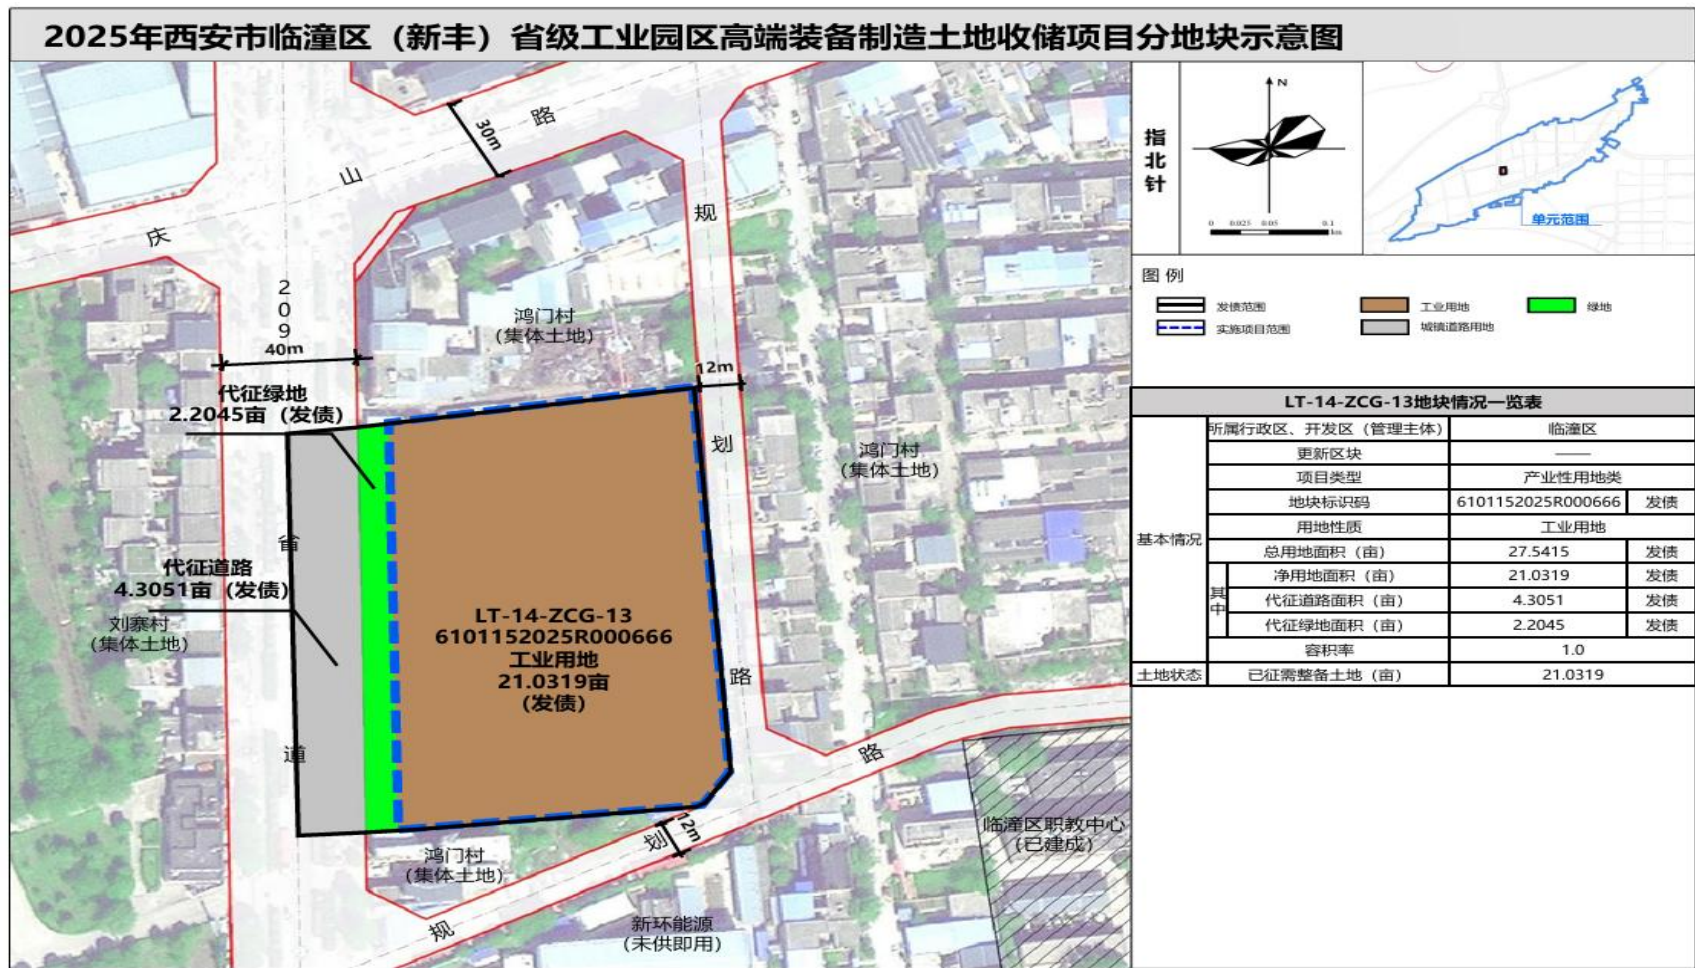 2025年西安市临潼区（新丰）省级工业园区高端装备制造土地收储项目分地块示意图
庆山路
30m
规划路
209省道
40m
12m
鸿门村
(集体土地)
代征绿地
2.2045亩（发债）
鸿门村
(集体土地)
代征道路
4.3051亩（发债）
刘寨村
(集体土地)
LT-14-ZCG-13
6101152025R000666
工业用地
21.0319亩
(发债)
规划路
12m
鸿门村
(集体土地)
临潼区职教中心
(已建成)
新环能源
(未供即用)
指北针
N
0 0.025 0.05 0.1
km
单元范围
图 例
发债范围 工业用地 绿地
实施项目范围 城镇道路用地
LT-14-ZCG-13地块情况一览表
基本情况
所属行政区、开发区（管理主体） 临潼区
更新区块 ——
项目类型 产业性用地类
地块标识码 6101152025R000666 发债
用地性质 工业用地
总用地面积（亩） 27.5415 发债
其中
净用地面积（亩） 21.0319 发债
代征道路面积（亩） 4.3051 发债
代征绿地面积（亩） 2.2045 发债
容积率 1.0
土地状态 已征需整备土地（亩） 21.0319